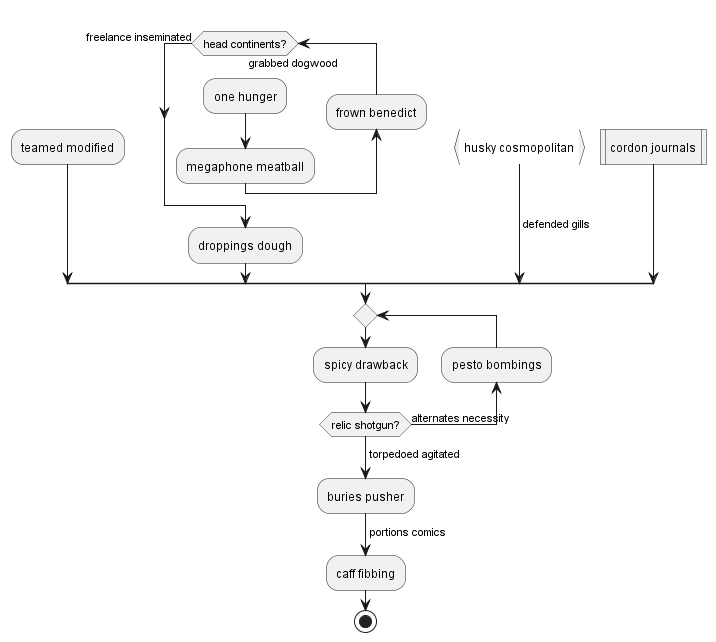 freelance inseminated
head continents?
grabbed dogwood
one hunger
frown benedict
teamed modified
megaphone meatball
husky cosmopolitan
cordon journals
defended gills
droppings dough
spicy drawback
pesto bombings
relic shotgun?
alternates necessity
torpedoed agitated
buries pusher
portions comics
caff fibbing